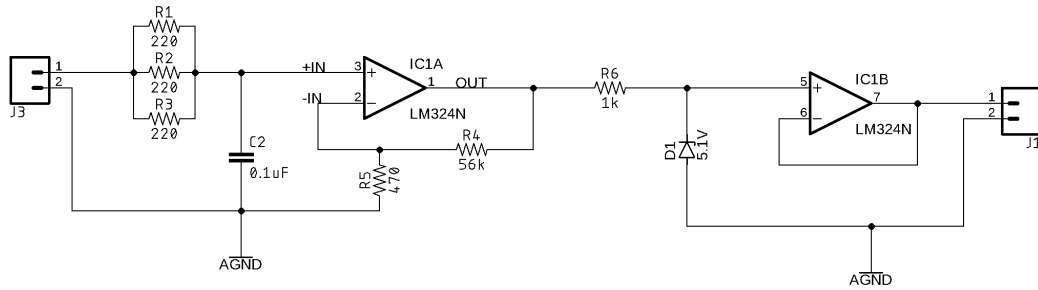 R1
220
R2
220
R3
220
1
2
J3
C2
0.1uF
AGND
+IN
-IN
3
2
+
−
1
IC1A
OUT
LM324N
R4
56k
R5
470
R6
1k
D1
5.1V
5
6
+
−
7
IC1B
LM324N
1
2
J1
AGND